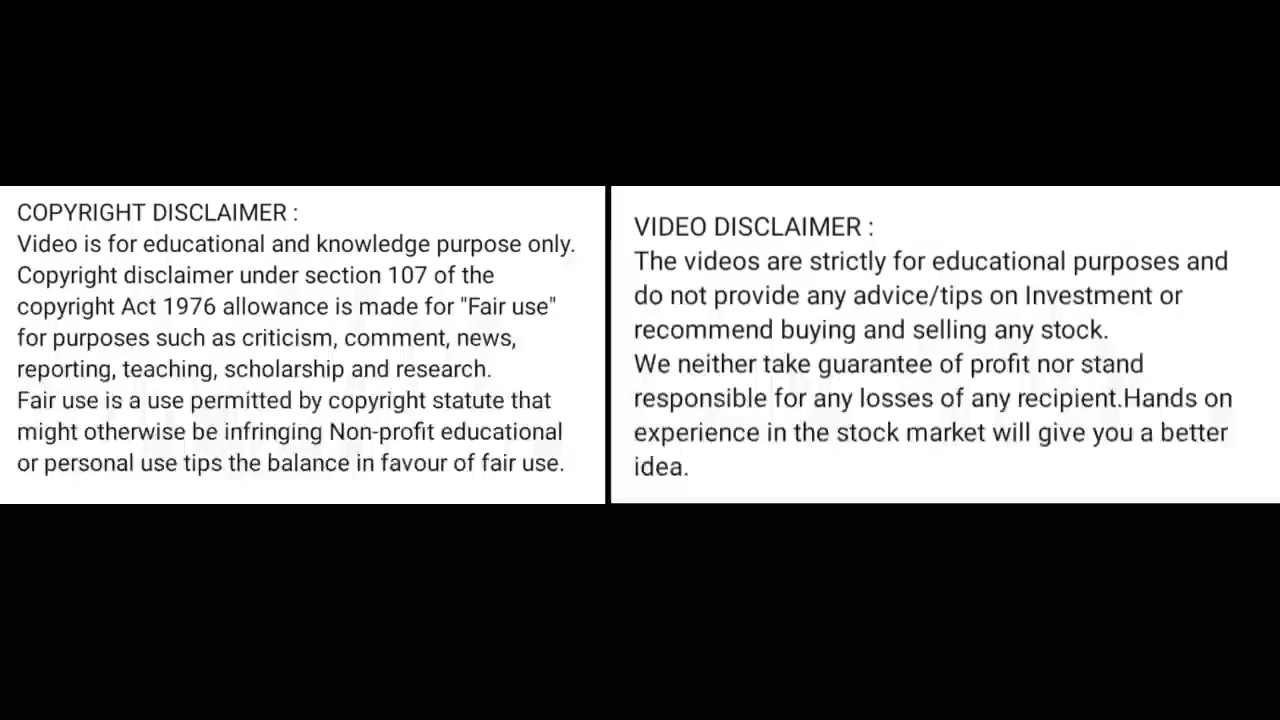 COPYRIGHT DISCLAIMER :
Video is for educational and knowledge purpose only.
Copyright disclaimer under section 107 of the
copyright Act 1976 allowance is made for "Fair use"
for purposes such as criticism, comment, news,
reporting, teaching, scholarship and research.
Fair use is a use permitted by copyright statute that
might otherwise be infringing Non-profit educational
or personal use tips the balance in favour of fair use.
VIDEO DISCLAIMER :
The videos are strictly for educational purposes and
do not provide any advice/tips on Investment or
recommend buying and selling any stock.
We neither take guarantee of profit nor stand
responsible for any losses of any recipient.Hands on
experience in the stock market will give you a better
idea.